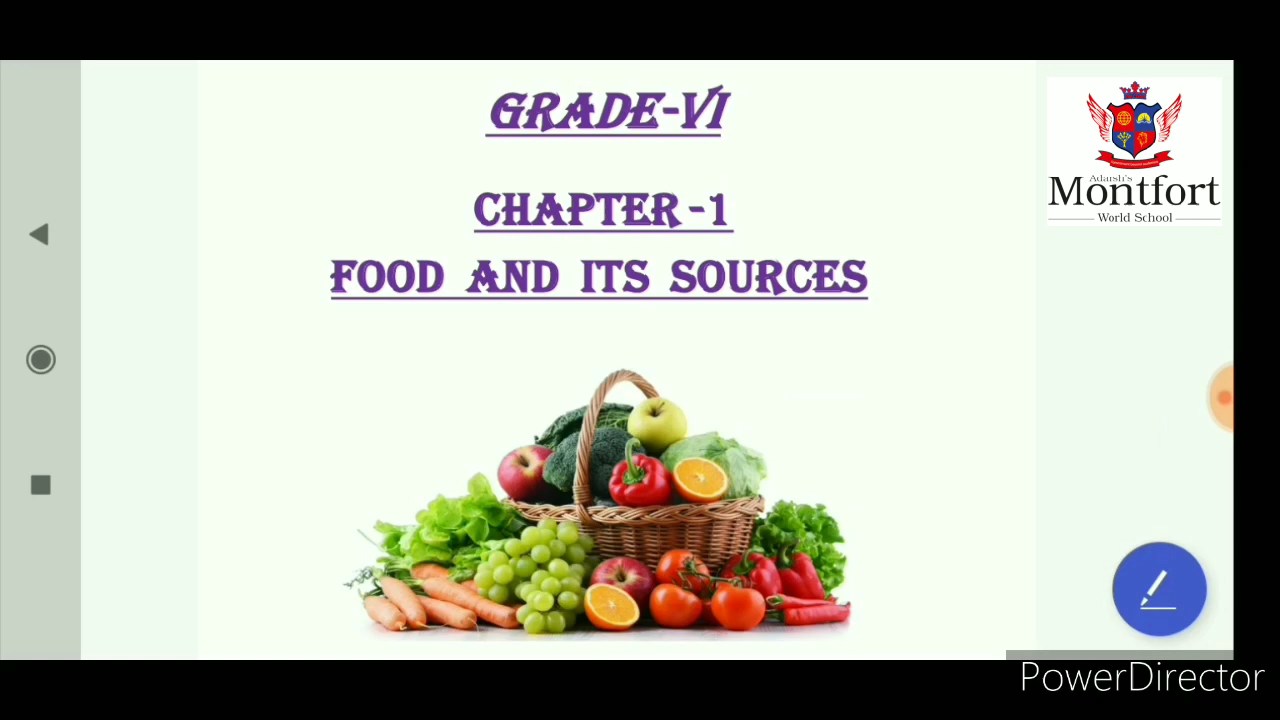 GRADE-VI
CHAPTER-1
FOOD AND ITS SOURCES
Adarsh's
Montfort
World School
PowerDirector